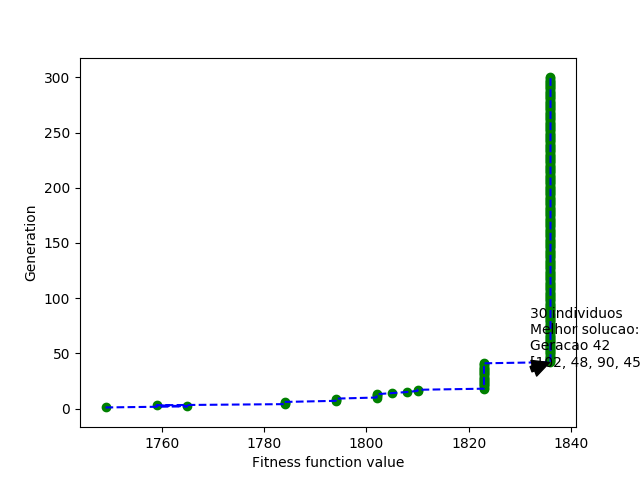 300
250
200
150
100
50
0
Generation
30 individuos
Melhor solucao:
Geracao 42
[102, 48, 90, 45
1760 1780 1800 1820 1840
Fitness function value